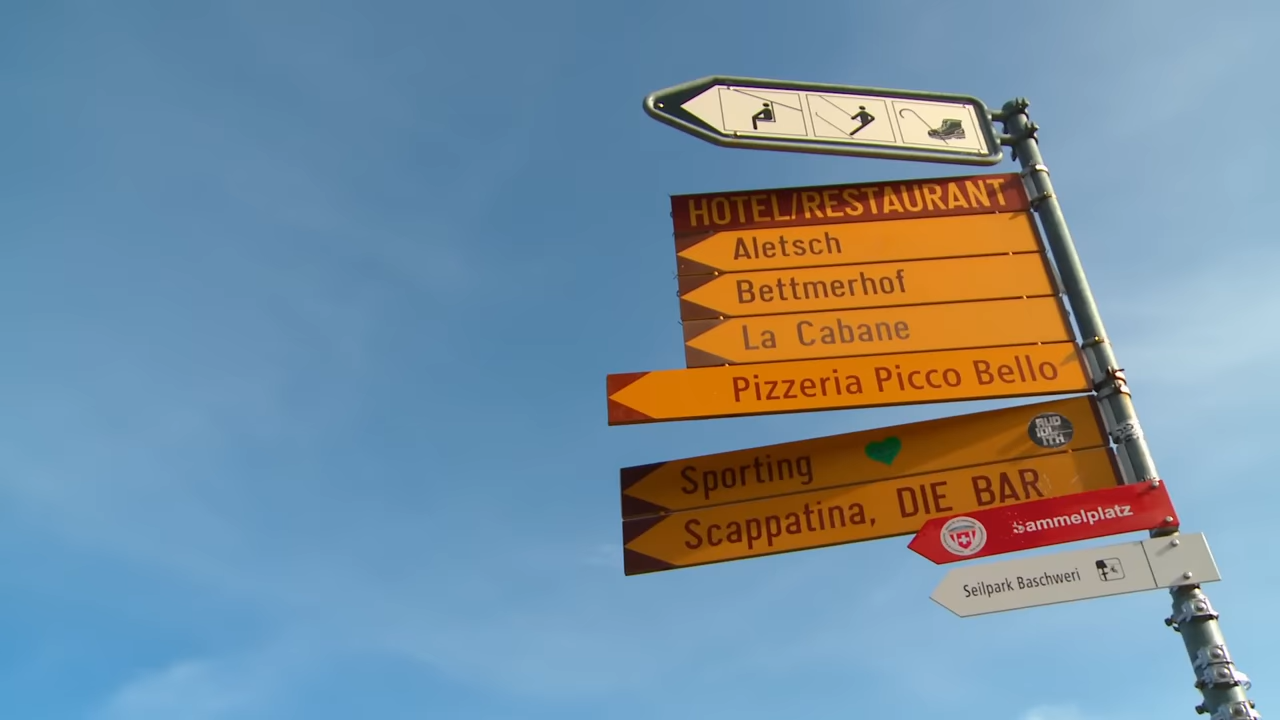 HOTEL/RESTAURANT
Aletsch
Bettmerhof
La Cabane
Pizzeria Picco Bello
Sporting
Scappatina, DIE BAR
Sammelplatz
Seilpark Baschweri